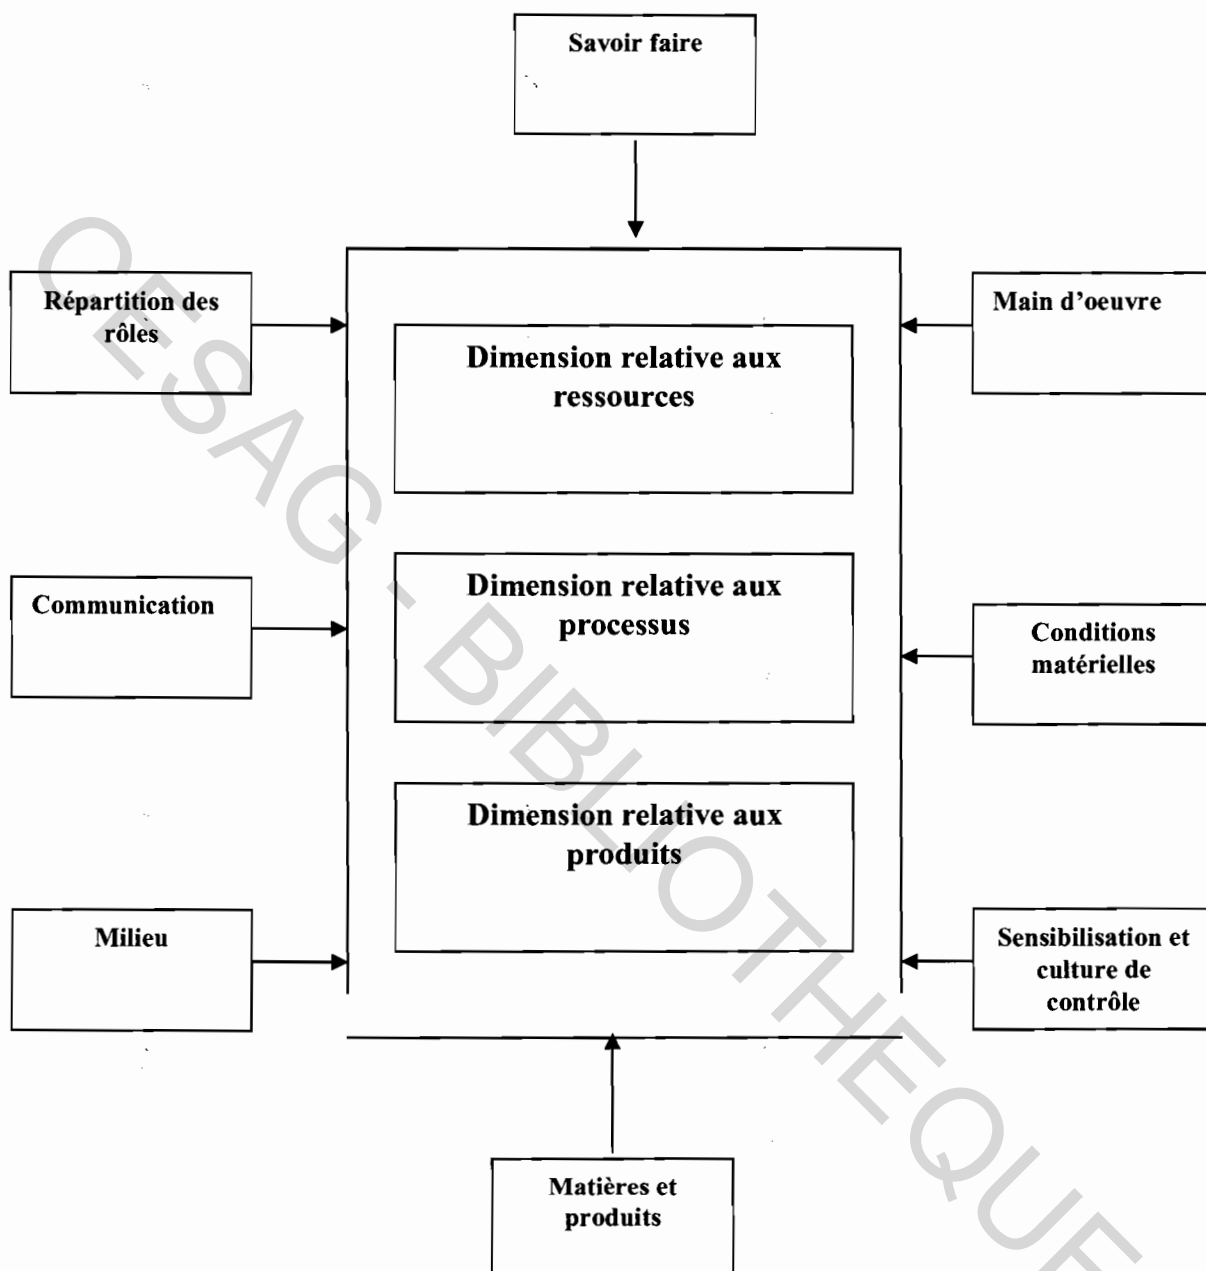 Savoir faire
Répartition des
rôles
Main d'oeuvre
Dimension relative aux
ressources
Communication
Dimension relative aux
processus
Conditions
matérielles
Dimension relative aux
produits
Milieu
Sensibilisation et
culture de
contrôle
Matières et
produits
CESAG - BIBLIOTHEQUE